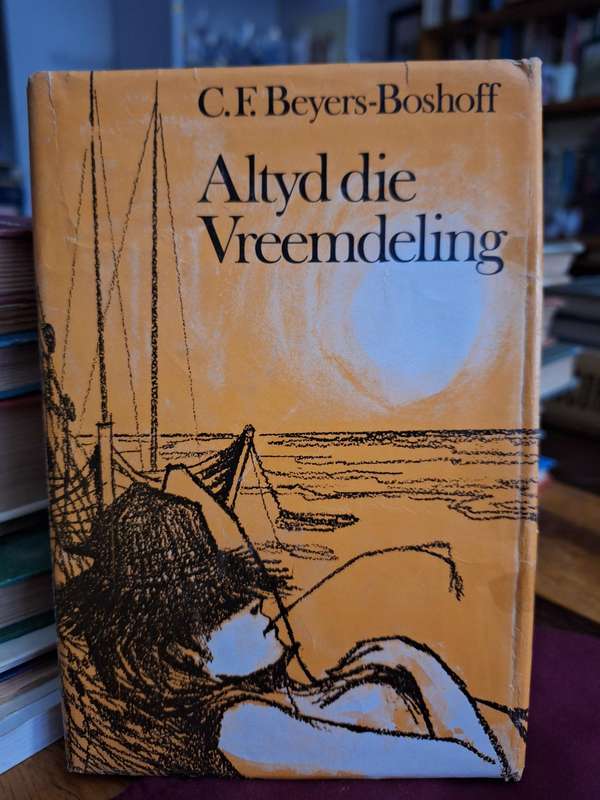 C.F. Beyers-Boshoff
Altyd die
Vreemdeling